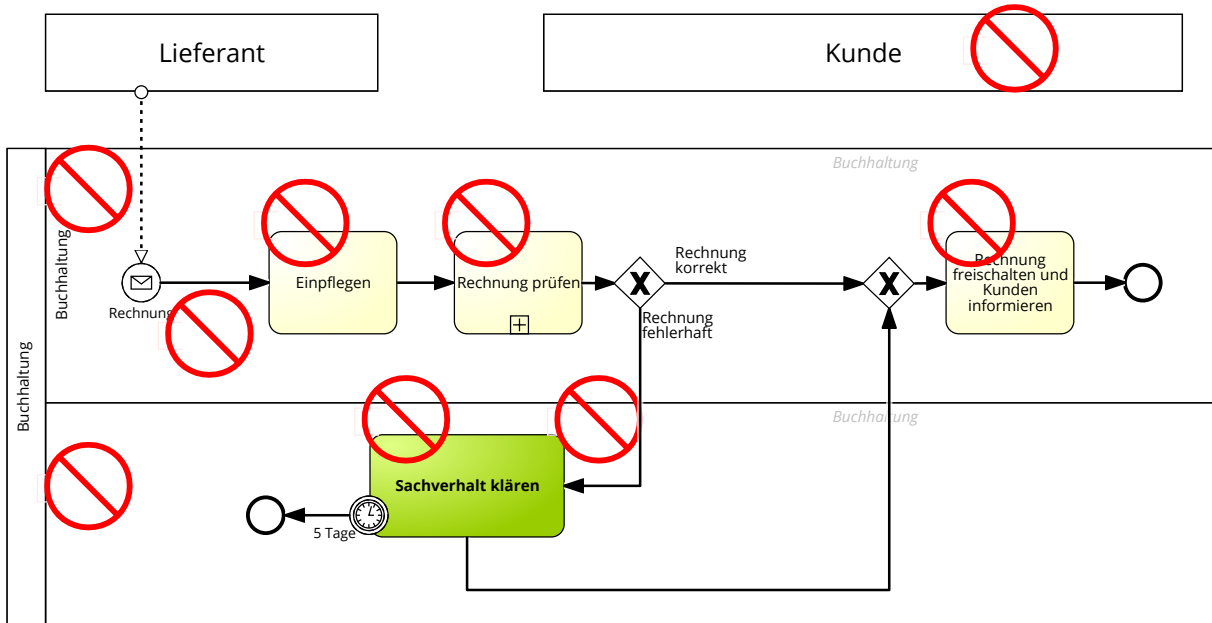 Lieferant
Kunde
Buchhaltung
Buchhaltung
Buchhaltung
Rechnung
Einpflegen
Rechnung prüfen
Rechnung
korrekt
Rechnung
fehlerhaft
Rechnung
freischalten und
Kunden
informieren
Buchhaltung
Sachverhalt klären
5 Tage